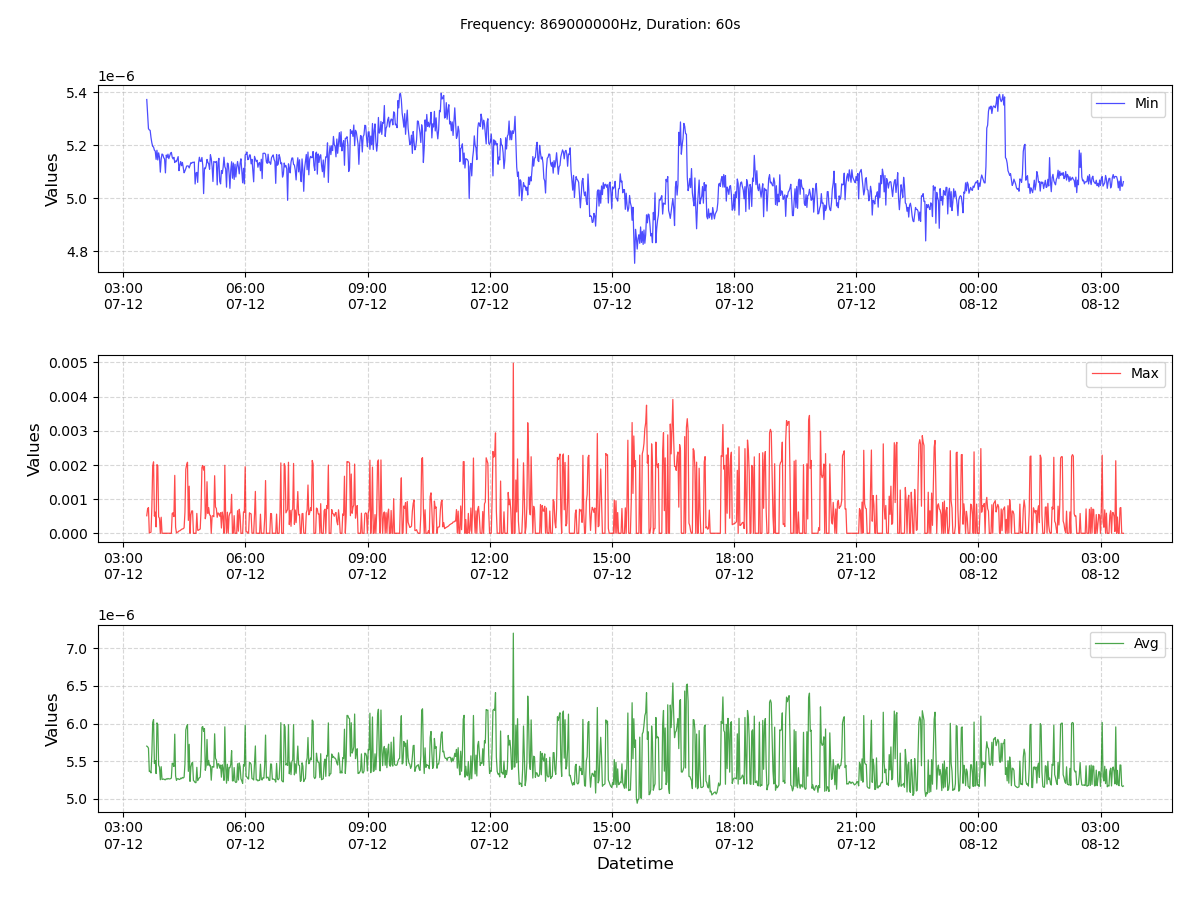 Frequency: 869000000Hz, Duration: 60s
1e−6
5.4
5.2
5.0
4.8
Values
Min
03:00 06:00 09:00 12:00 15:00 18:00 21:00 00:00 03:00
07-12 07-12 07-12 07-12 07-12 07-12 07-12 08-12 08-12
0.005
0.004
0.003
0.002
0.001
0.000
Values
Max
03:00 06:00 09:00 12:00 15:00 18:00 21:00 00:00 03:00
07-12 07-12 07-12 07-12 07-12 07-12 07-12 08-12 08-12
1e−6
7.0
6.5
6.0
5.5
5.0
Values
Avg
03:00 06:00 09:00 12:00 15:00 18:00 21:00 00:00 03:00
07-12 07-12 07-12 07-12 07-12 07-12 07-12 08-12 08-12
Datetime